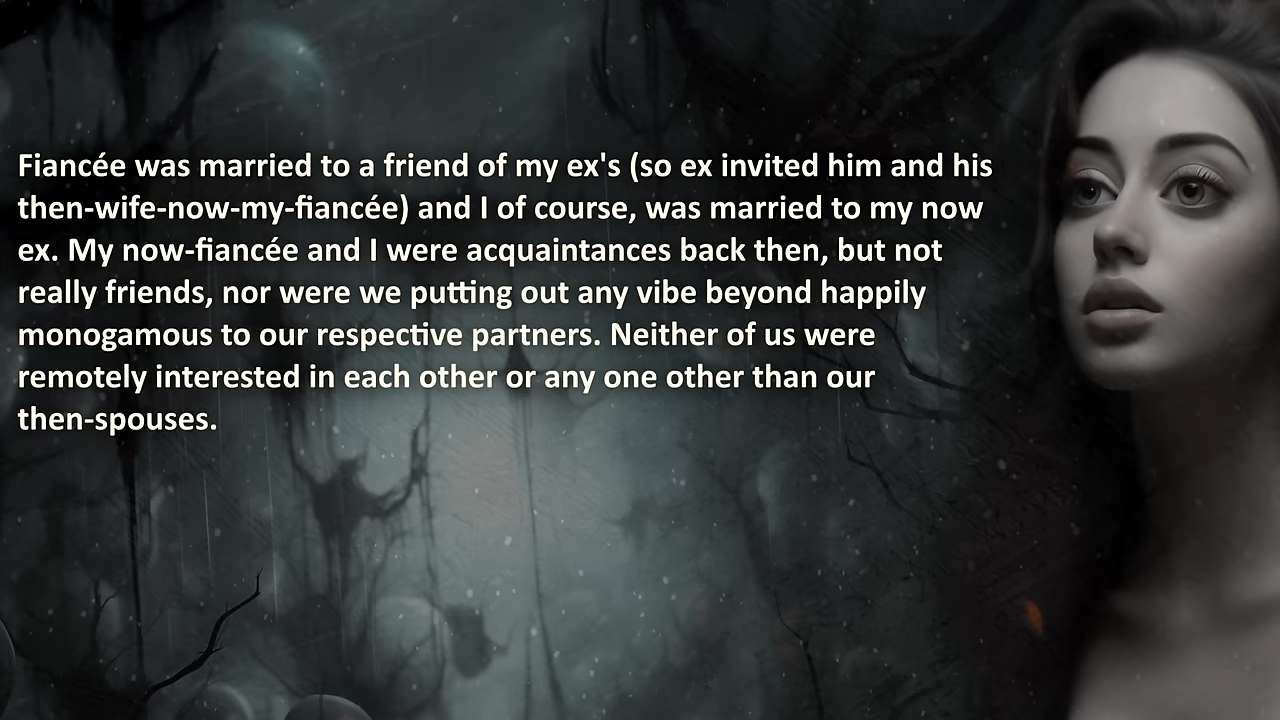 Fiancée was married to a friend of my ex's (so ex invited him and his
then-wife-now-my-fiancée) and I of course, was married to my now
ex. My now-fiancée and I were acquaintances back then, but not
really friends, nor were we putting out any vibe beyond happily
monogamous to our respective partners. Neither of us were
remotely interested in each other or any one other than our
then-spouses.